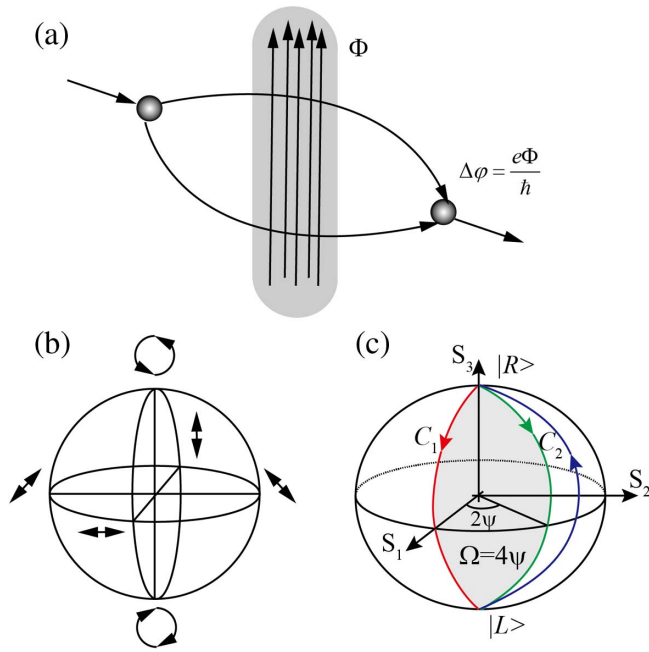 (a)
Φ
Δφ = eΦ/ħ
(b)
(c)
S₃
|R>
C₁
C₂
S₂
2ψ
S₁
Ω=4ψ
|L>